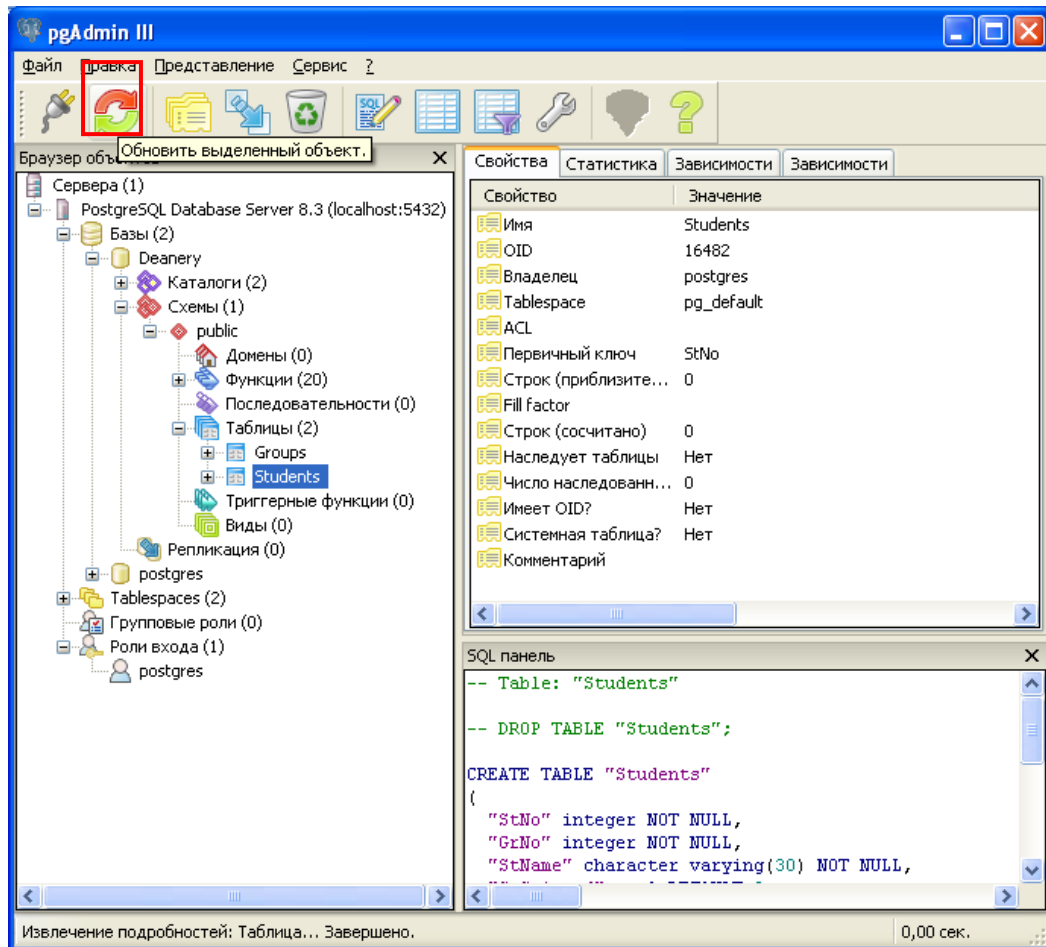 pgAdmin III
Файл Правка Представление Сервис ?
SQL
Обновить выделенный объект.
Браузер
Сервера (1)
PostgreSQL Database Server 8.3 (localhost:5432)
Базы (2)
Deanery
Каталоги (2)
Схемы (1)
public
Домены (0)
Функции (20)
Последовательности (0)
Таблицы (2)
Groups
Students
Триггерные функции (0)
Виды (0)
Репликация (0)
postgres
Tablespaces (2)
Групповые роли (0)
Роли входа (1)
postgres
Свойства Статистика Зависимости Зависимости
Свойство Значение
Имя Students
OID 16482
Владелец postgres
Tablespace pg_default
ACL
Первичный ключ StNo
Строк (приблизите... 0
Fill factor
Строк (сосчитано) 0
Наследует таблицы Нет
Число наследованн... 0
Имеет OID? Нет
Системная таблица? Нет
Комментарий
SQL панель
-- Table: "Students"
-- DROP TABLE "Students";
CREATE TABLE "Students"
(
"StNo" integer NOT NULL,
"GrNo" integer NOT NULL,
"StName" character varying(30) NOT NULL,
Извлечение подробностей: Таблица... Завершено. 0,00 сек.